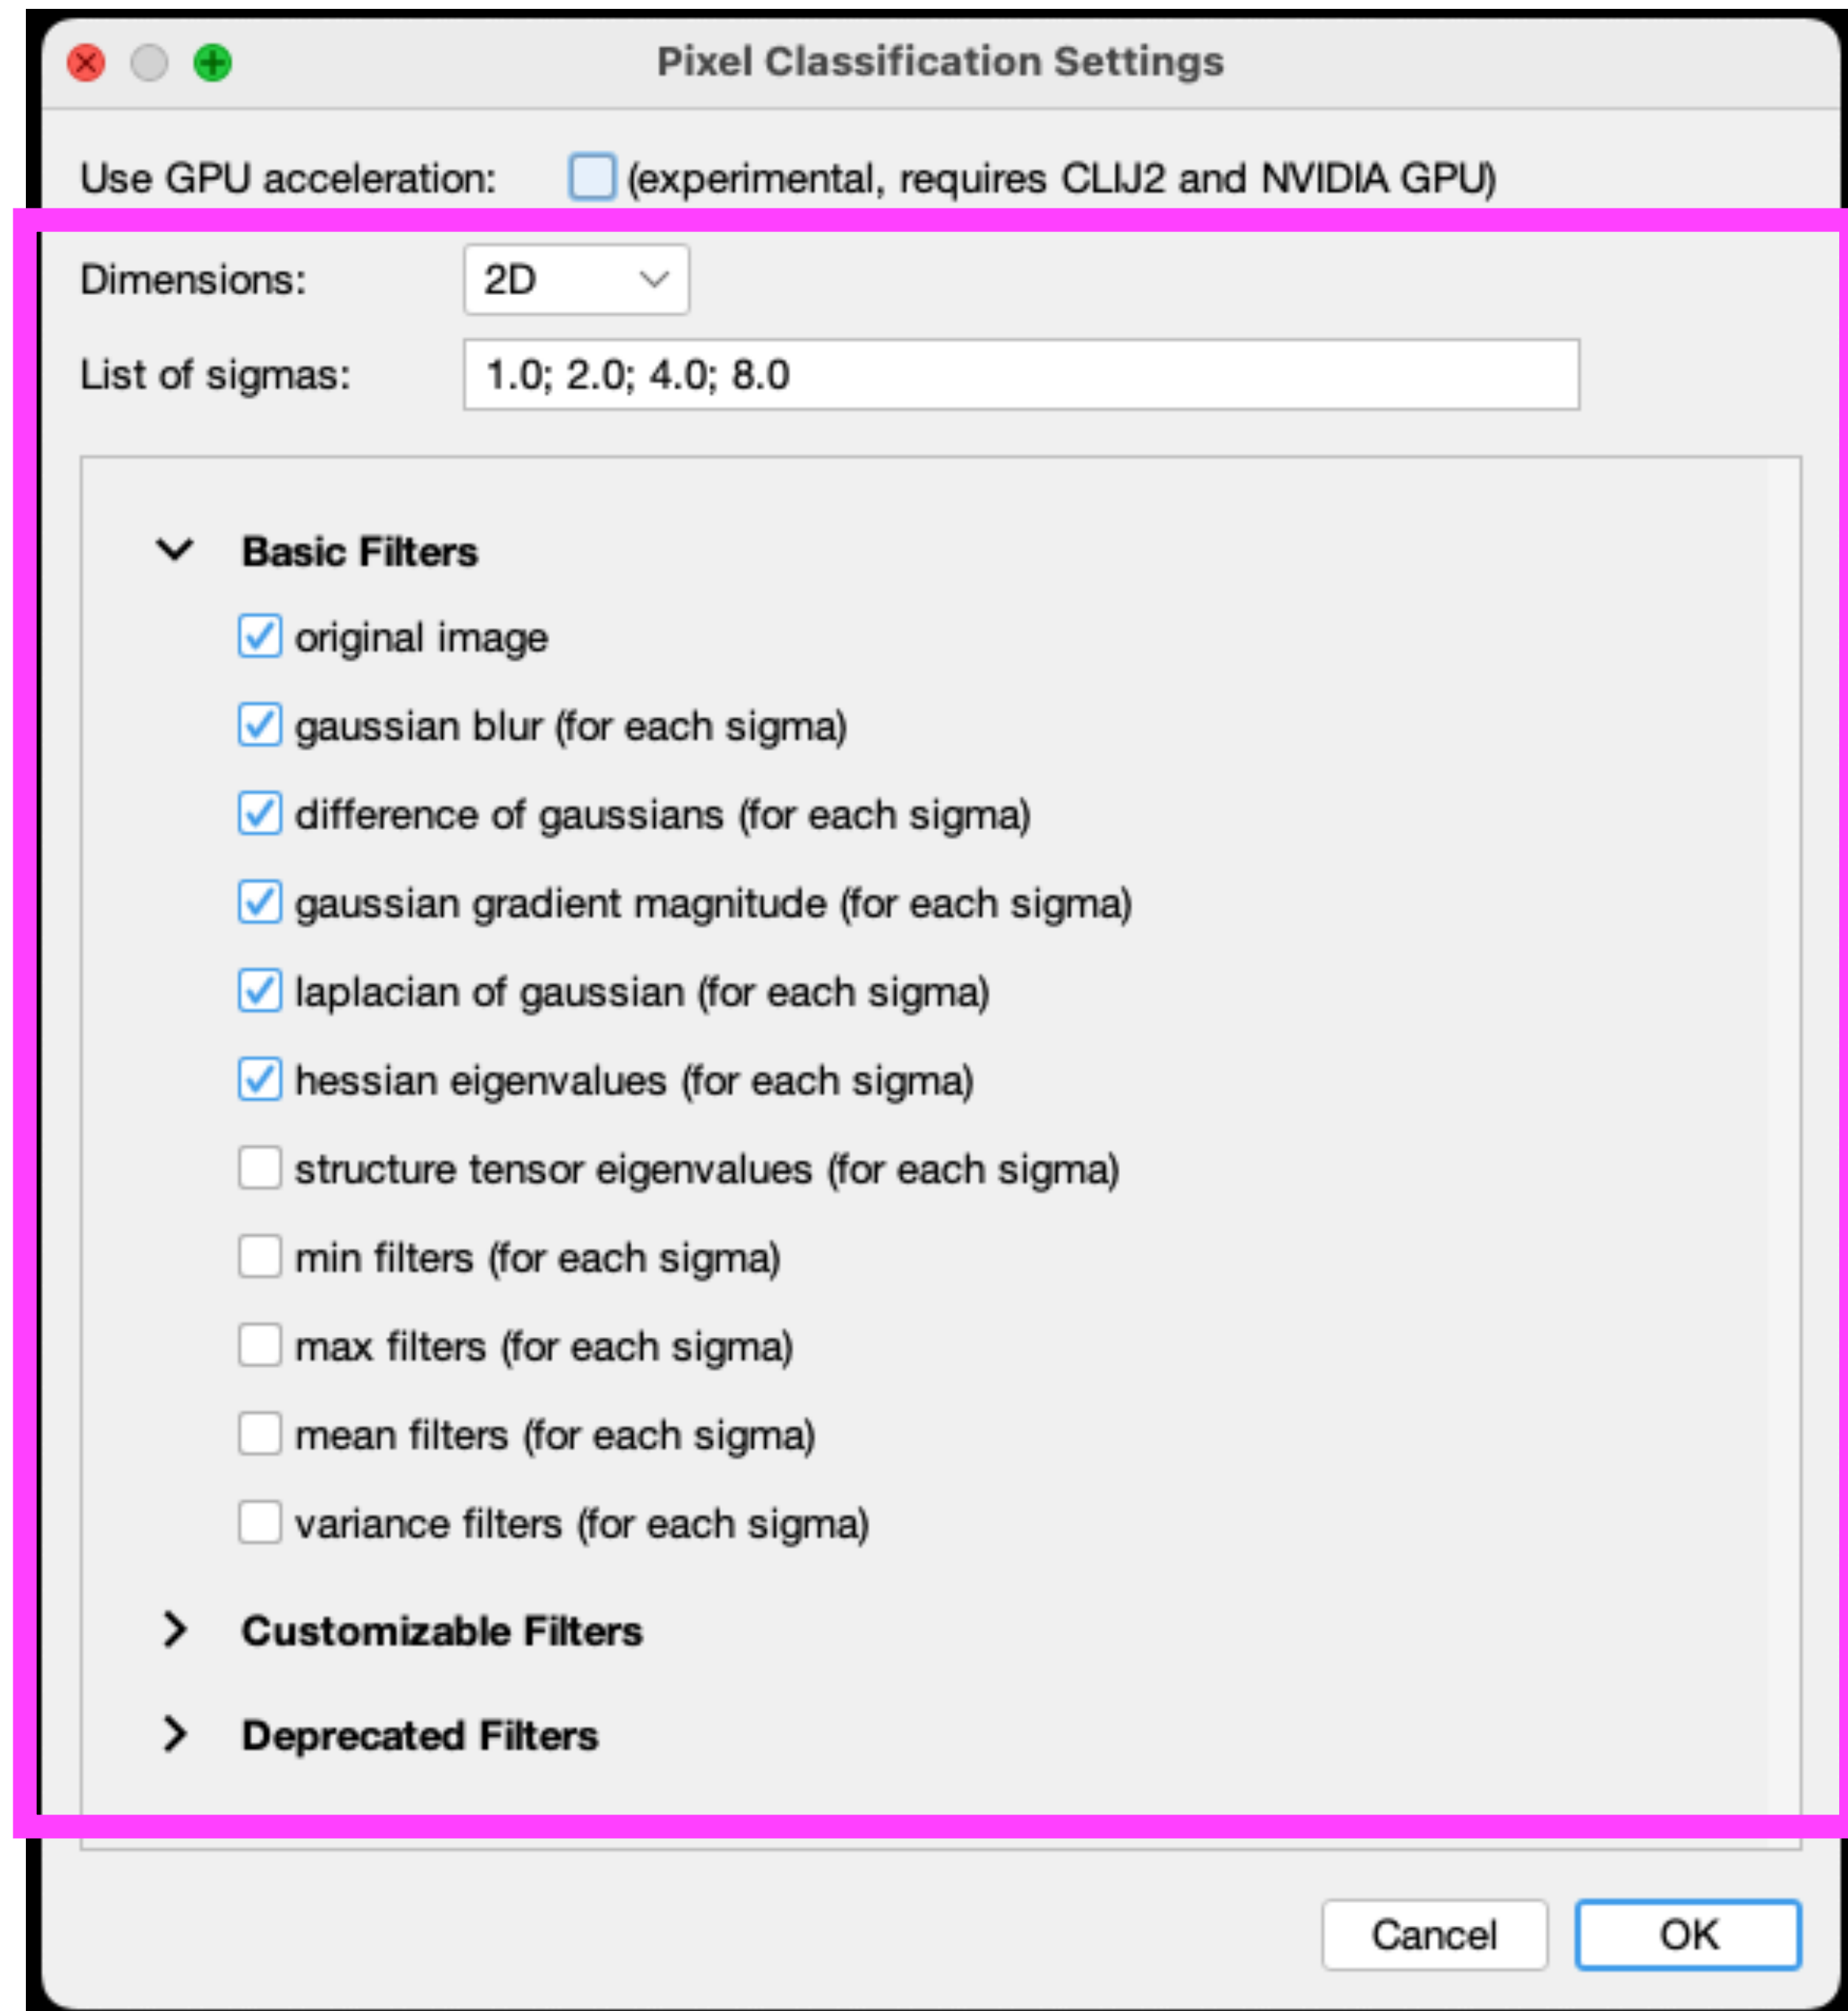 Pixel Classification Settings
Use GPU acceleration: (experimental, requires CLIJ2 and NVIDIA GPU)
Dimensions: 2D
List of sigmas: 1.0; 2.0; 4.0; 8.0
Basic Filters
original image
gaussian blur (for each sigma)
difference of gaussians (for each sigma)
gaussian gradient magnitude (for each sigma)
laplacian of gaussian (for each sigma)
hessian eigenvalues (for each sigma)
structure tensor eigenvalues (for each sigma)
min filters (for each sigma)
max filters (for each sigma)
mean filters (for each sigma)
variance filters (for each sigma)
Customizable Filters
Deprecated Filters
Cancel OK